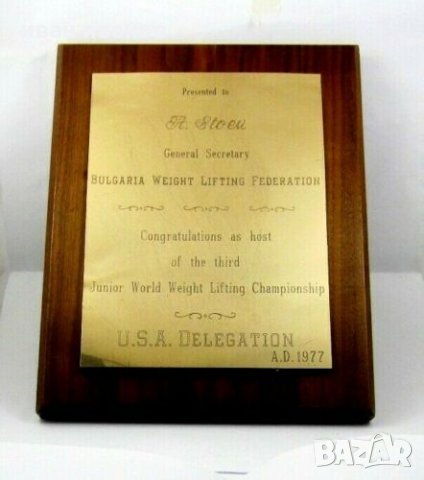 Presented to
A. Stoev
General Secretary
BULGARIA WEIGHT LIFTING FEDERATION
Congratulations as host
of the third
Junior World Weight Lifting Championship
U.S.A. DELEGATION
A.D. 1977
BAZAR